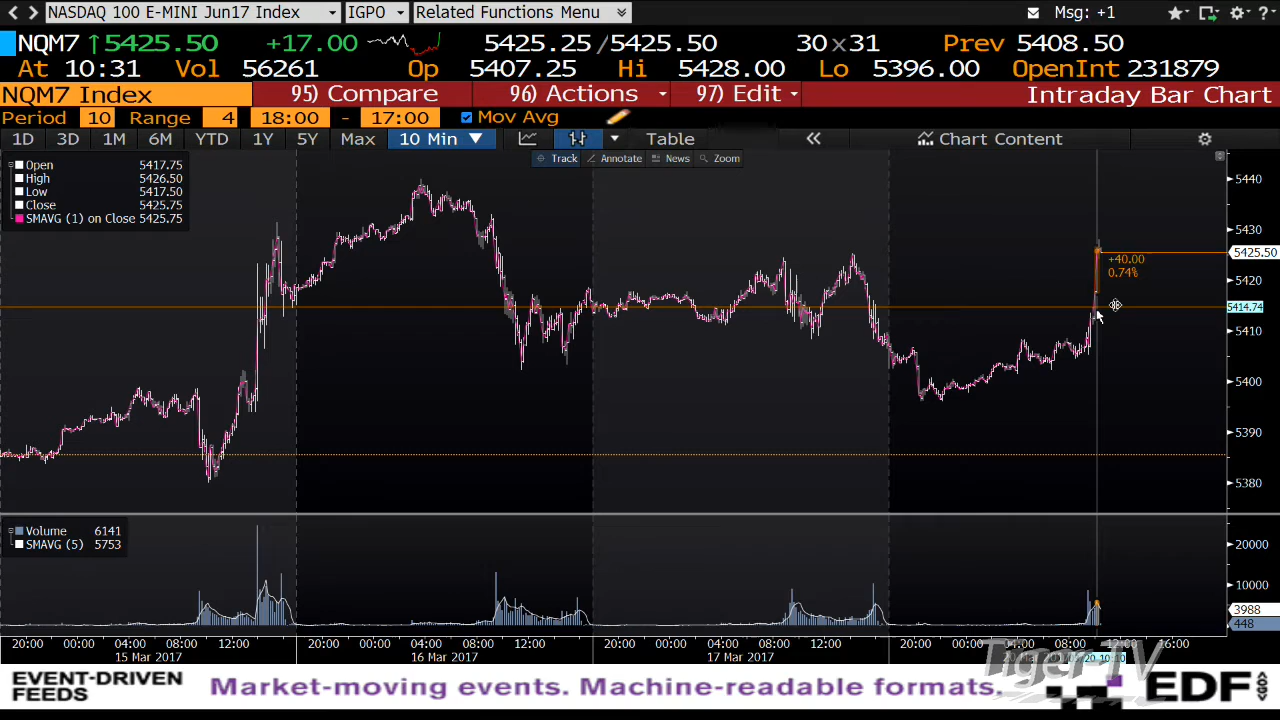 NASDAQ 100 E-MINI Jun17 Index IGPO Related Functions Menu Msg: +1
NQM7 ↑5425.50 +17.00 5425.25/5425.50 30x31 Prev 5408.50
At 10:31 Vol 56261 Op 5407.25 Hi 5428.00 Lo 5396.00 OpenInt 231879
NQM7 Index 95) Compare 96) Actions 97) Edit Intraday Bar Chart
Period 10 Range 4 18:00 - 17:00 Mov Avg
1D 3D 1M 6M YTD 1Y 5Y Max 10 Min ▼ Table « Chart Content
Track Annotate News Zoom
Open 5417.75
High 5426.50
Low 5417.50
Close 5425.75
SMAVG (1) on Close 5425.75
5440
5430
5425.50
+40.00
0.74%
5420
5414.74
5410
5400
5390
5380
Volume 6141
SMAVG (5) 5753
20000
10000
3988
448
20:00 00:00 04:00 08:00 12:00 20:00 00:00 04:00 08:00 12:00 20:00 00:00 04:00 08:00 12:00 20:00 00:00 04:00 08:00 12:00 16:00
15 Mar 2017 16 Mar 2017 17 Mar 2017
Tiger-TV
EVENT-DRIVEN
FEEDS
Market-moving events. Machine-readable formats.
EDF